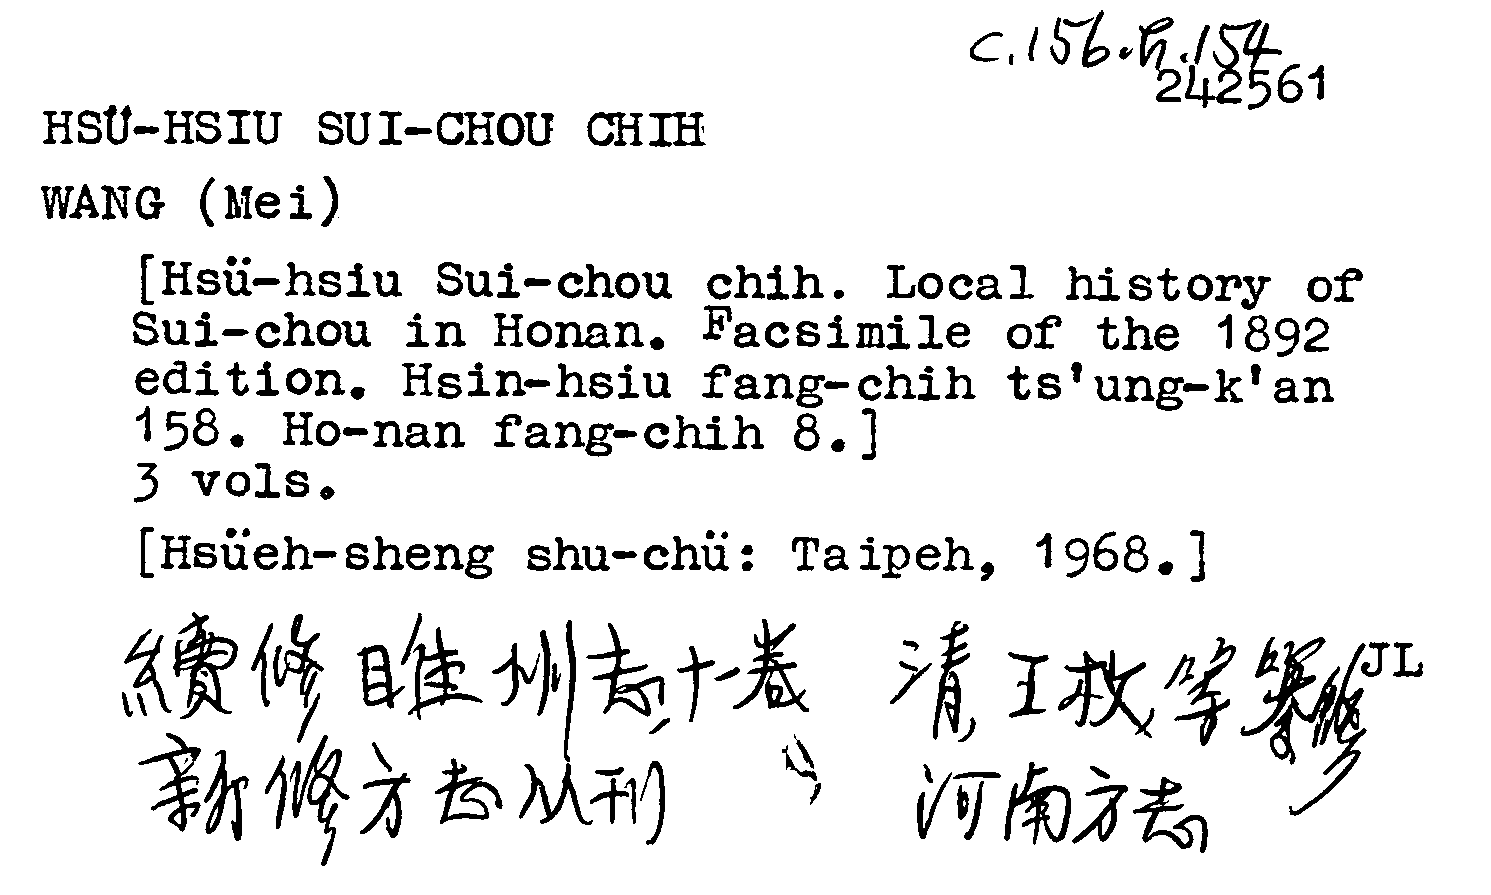 c.156.h.154
242561
HSÜ-HSIU SUI-CHOU CHIH
WANG (Mei)
[Hsü-hsiu Sui-chou chih. Local history of
Sui-chou in Honan. Facsimile of the 1892
edition. Hsin-hsiu fang-chih ts'ung-k'an
158. Ho-nan fang-chih 8.]
3 vols.
[Hsüeh-sheng shu-chü: Taipeh, 1968.]
續修睢州志十一卷 清王枚等纂修 JL
新修方志从刊 河南方志